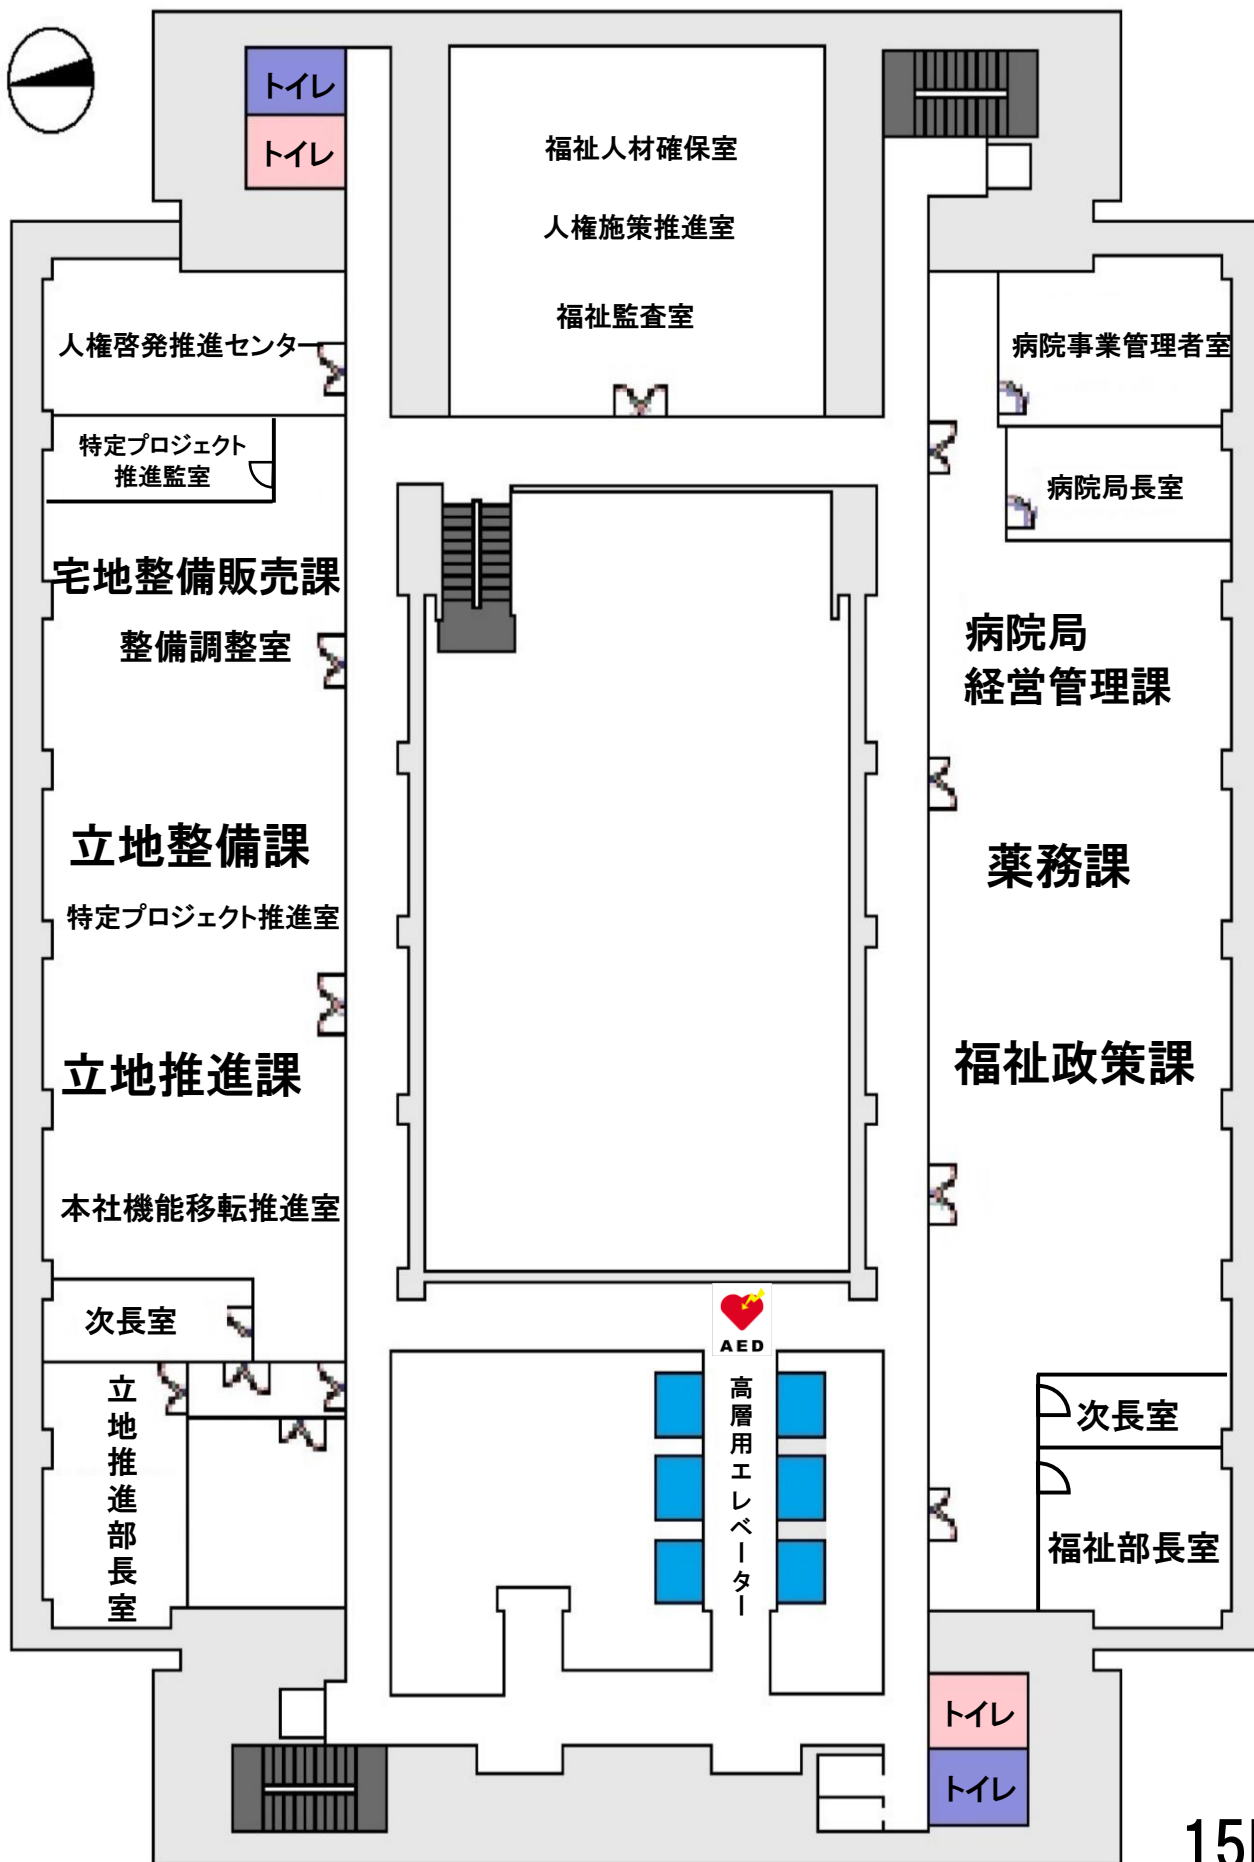 トイレ
トイレ
福祉人材確保室
人権施策推進室
福祉監査室
人権啓発推進センター
病院事業管理者室
特定プロジェクト
推進監室
病院局長室
宅地整備販売課
整備調整室
病院局
経営管理課
立地整備課
特定プロジェクト推進室
薬務課
立地推進課
福祉政策課
本社機能移転推進室
次長室
AED
立地推進部長室
高層用エレベーター
次長室
福祉部長室
トイレ
トイレ
15